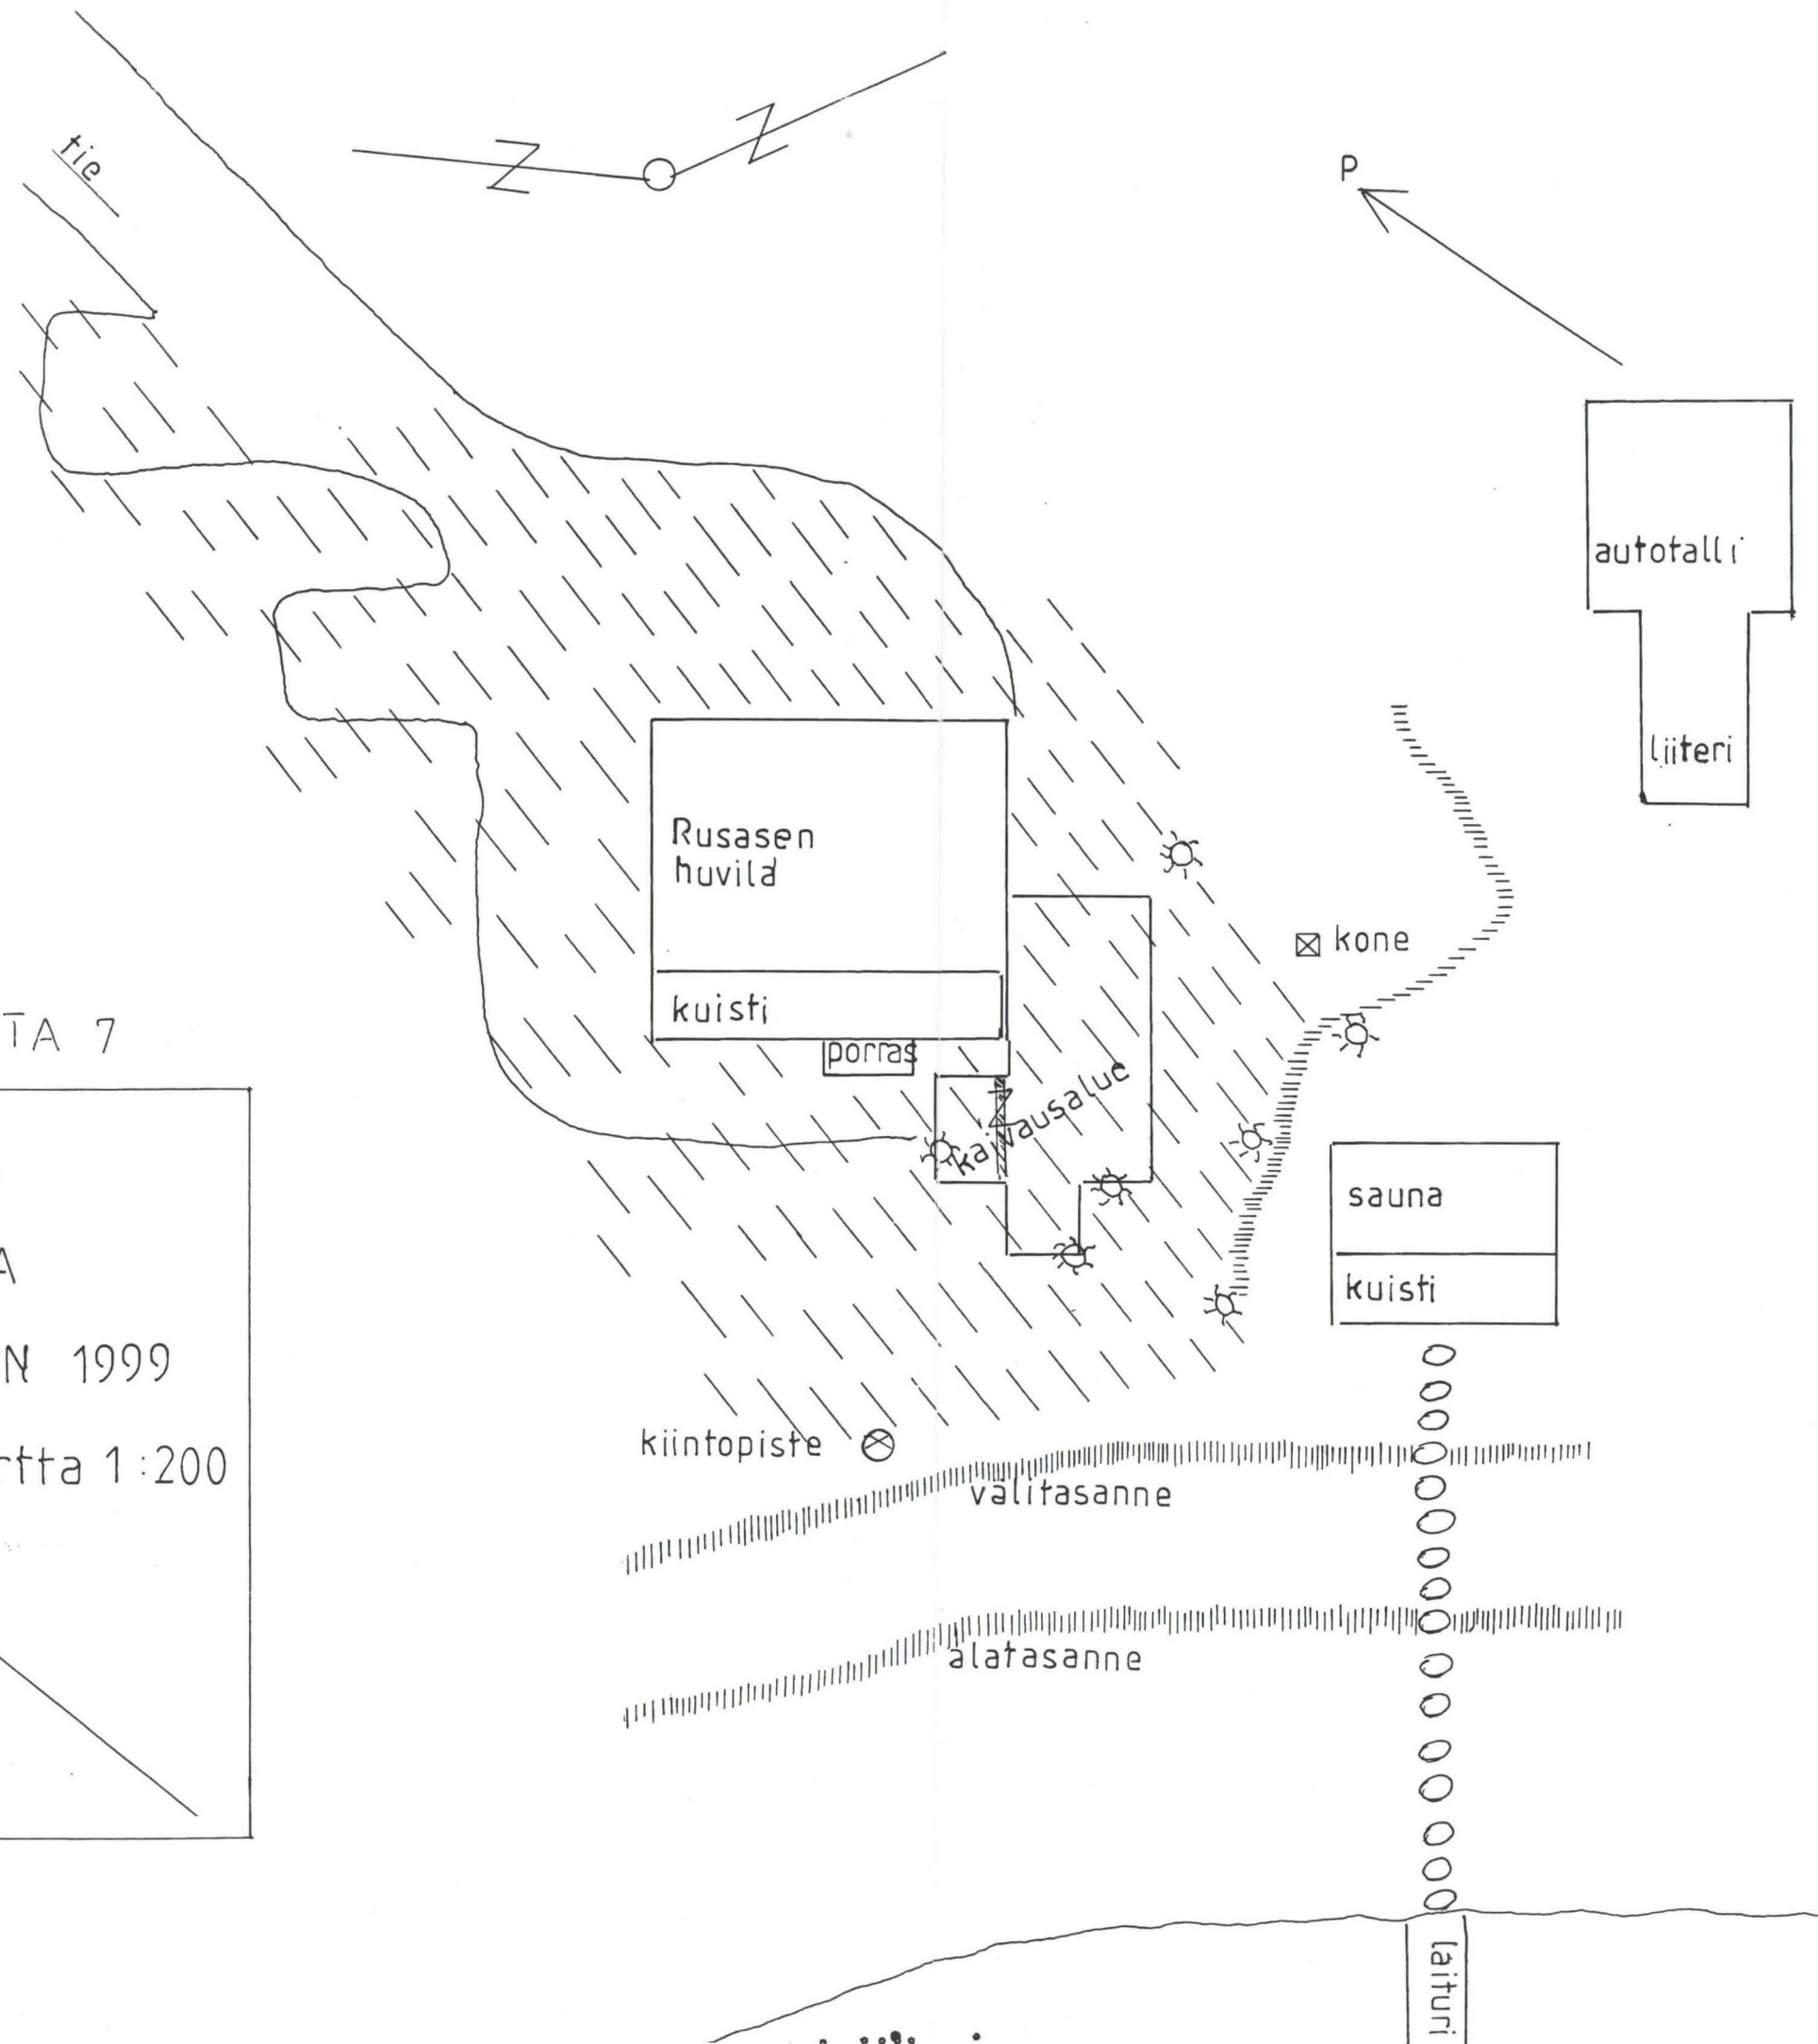 tie
P
autotalli
liiteri
Rusasen
huvila
kone
kuisti
porras
kaivausalue
sauna
kuisti
TA 7
A
N 1999
rtta 1:200
kiintopiste
välitasanne
alatasanne
laituri